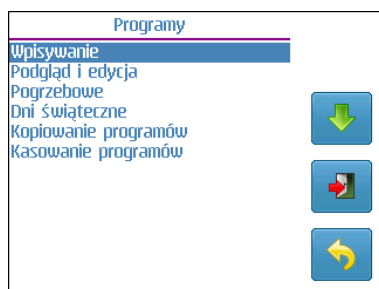 Programy
Wpisywanie
Podgląd i edycja
Pogrzebowe
Dni świąteczne
Kopiowanie programów
Kasowanie programów